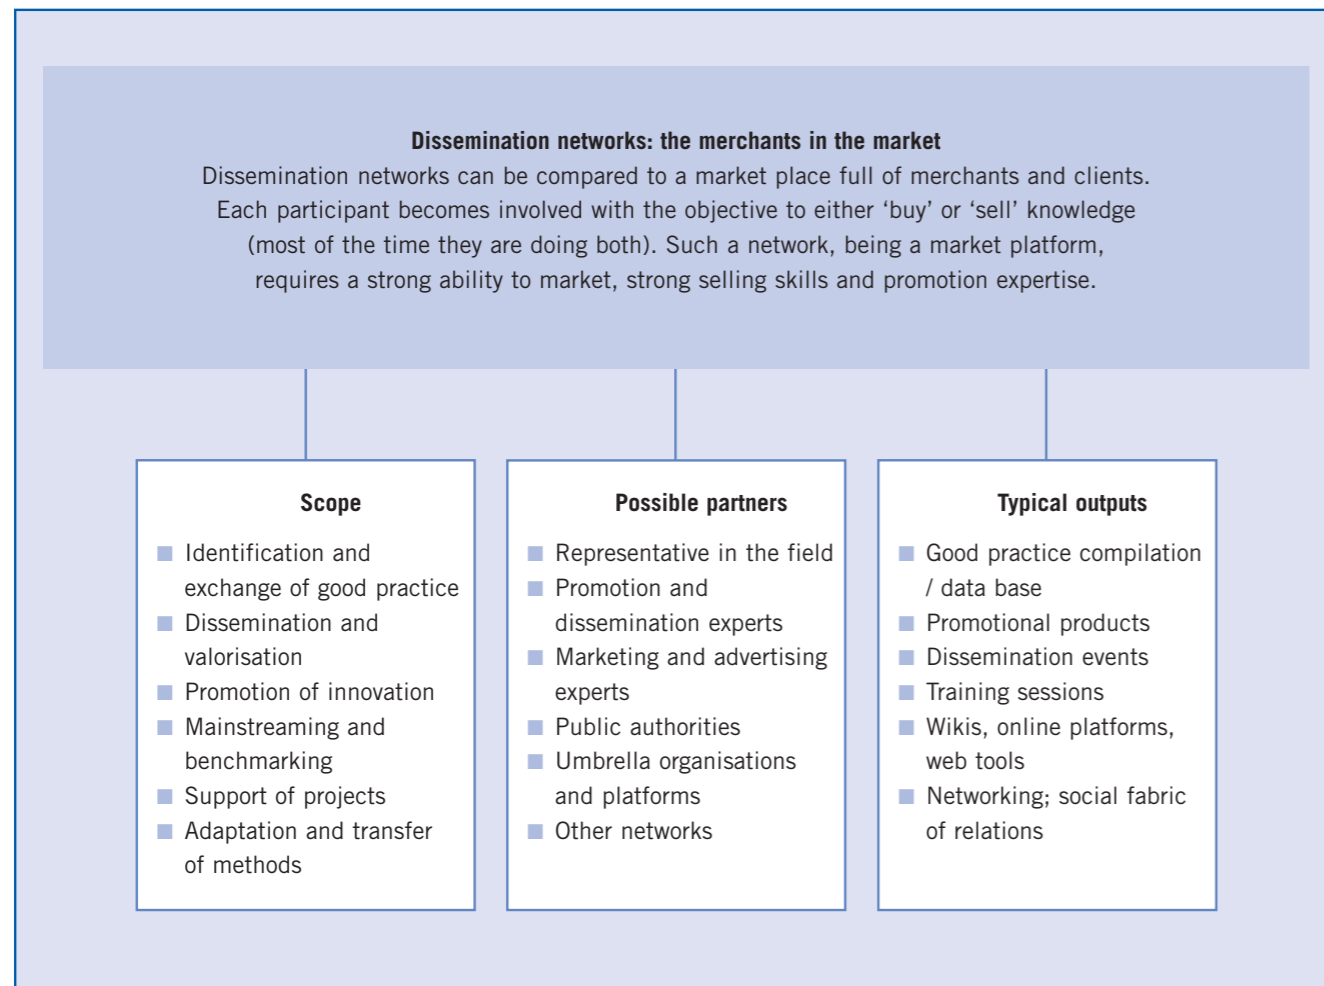 Dissemination networks: the merchants in the market
Dissemination networks can be compared to a market place full of merchants and clients.
Each participant becomes involved with the objective to either ‘buy’ or ‘sell’ knowledge
(most of the time they are doing both). Such a network, being a market platform,
requires a strong ability to market, strong selling skills and promotion expertise.
Scope
Identification and
exchange of good practice
Dissemination and
valorisation
Promotion of innovation
Mainstreaming and
benchmarking
Support of projects
Adaptation and transfer
of methods
Possible partners
Representative in the field
Promotion and
dissemination experts
Marketing and advertising
experts
Public authorities
Umbrella organisations
and platforms
Other networks
Typical outputs
Good practice compilation
/ data base
Promotional products
Dissemination events
Training sessions
Wikis, online platforms,
web tools
Networking; social fabric
of relations